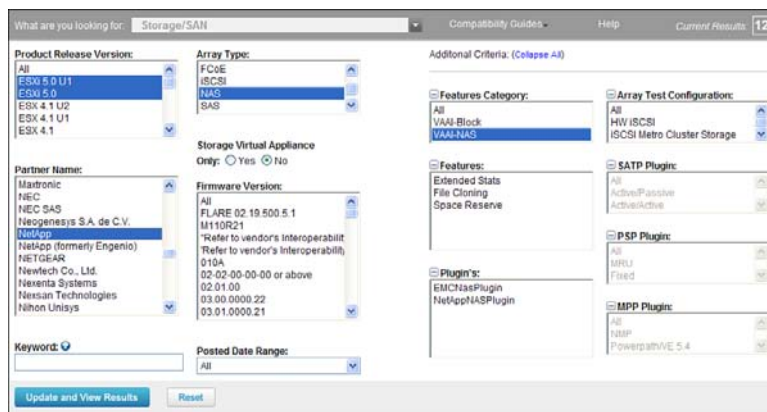 What are you looking for: Storage/SAN
Compatibility Guides
Help
Current Results: 12
Product Release Version:
All
ESXi 5.0 U1
ESXi 5.0
ESX 4.1 U2
ESX 4.1 U1
ESX 4.1
Partner Name:
Maxtronic
NEC
NEC SAS
Neogenesys S.A. de C.V.
NetApp
NetApp (formerly Engenio)
NETGEAR
Newtech Co., Ltd.
Nexenta Systems
Nexsan Technologies
Nihon Unisys
Keyword:
Array Type:
FCoE
iSCSI
NAS
SAS
Storage Virtual Appliance
Only: Yes No
Firmware Version:
All
FLARE 02.19.500.5.1
M110R21
"Refer to vendor's Interoperabilit
'Refer to vendor's Interoperability
010A
02-02-00-00-00 or above
02.01.00
03.00.0000.22
03.01.0000.21
Posted Date Range:
All
Additonal Criteria: (Collapse All)
Features Category:
All
VAAI-Block
VAAI-NAS
Features:
Extended Stats
File Cloning
Space Reserve
Plugin's:
EMCNasPlugin
NetAppNASPlugin
Array Test Configuration:
All
HW iSCSI
iSCSI Metro Cluster Storage
SATP Plugin:
All
Active/Passive
Active/Active
PSP Plugin:
All
MRU
Fixed
MPP Plugin:
All
NMP
Powerpath/VE 5.4
Update and View Results
Reset